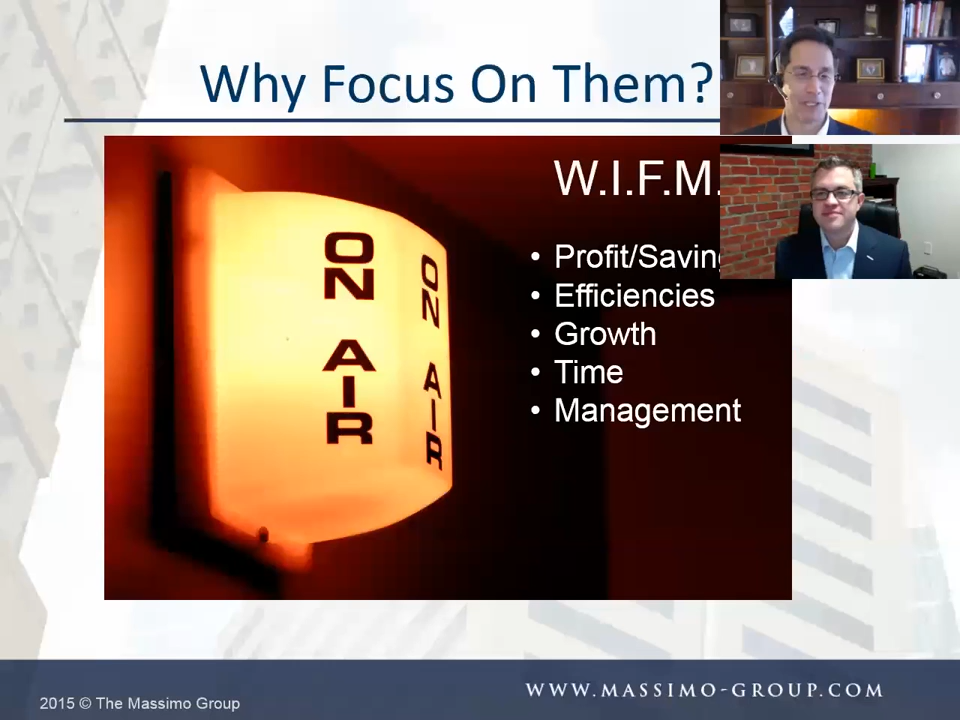 Why Focus On Them?
W.I.F.M.
ON
AIR
ON
AIR
• Profit/Saving
• Efficiencies
• Growth
• Time
• Management
2015 © The Massimo Group
WWW.MASSIMO-GROUP.COM